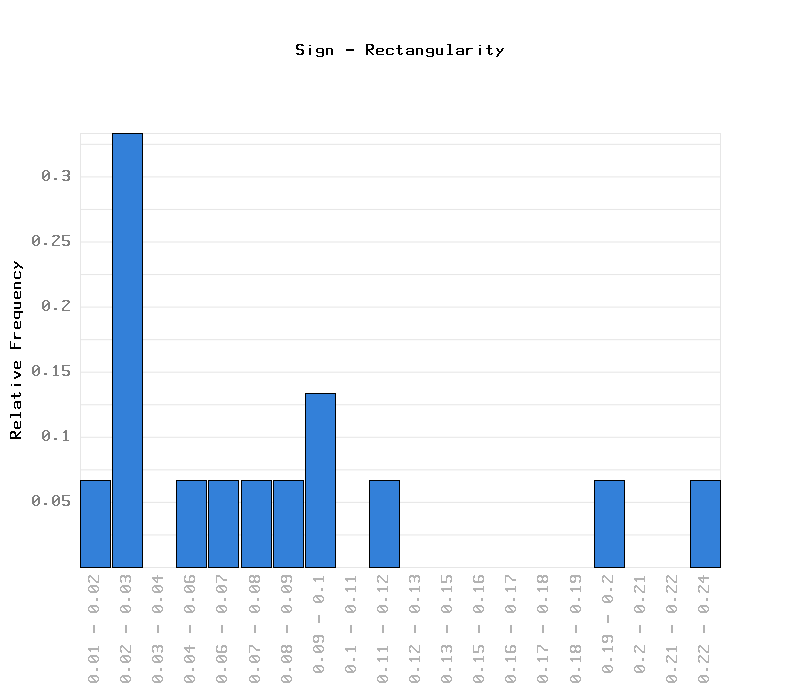 Sign - Rectangularity
Relative Frequency
0.3
0.25
0.2
0.15
0.1
0.05
0.01 - 0.02
0.02 - 0.03
0.03 - 0.04
0.04 - 0.06
0.06 - 0.07
0.07 - 0.08
0.08 - 0.09
0.09 - 0.1
0.1 - 0.11
0.11 - 0.12
0.12 - 0.13
0.13 - 0.15
0.15 - 0.16
0.16 - 0.17
0.17 - 0.18
0.18 - 0.19
0.19 - 0.2
0.2 - 0.21
0.21 - 0.22
0.22 - 0.24